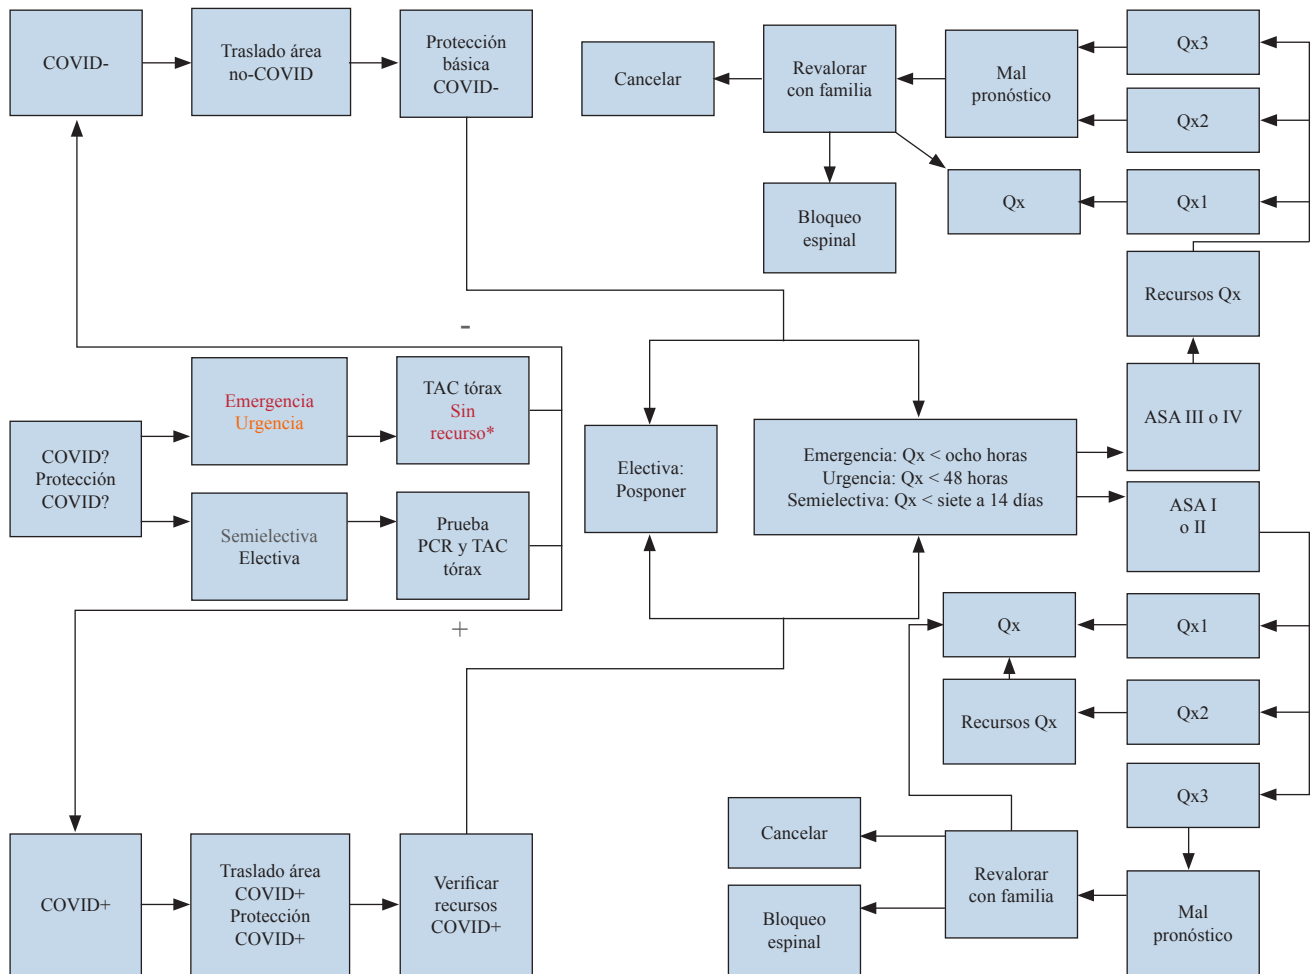 COVID-
Traslado área
no-COVID
Protección
básica
COVID-
Cancelar
Revalorar
con familia
Mal
pronóstico
Qx3
Qx2
Bloqueo
espinal
Qx
Qx1
Recursos Qx
-
COVID?
Protección
COVID?
Emergencia
Urgencia
TAC tórax
Sin
recurso*
Semielectiva
Electiva
Prueba
PCR y TAC
tórax
+
Electiva:
Posponer
Emergencia: Qx < ocho horas
Urgencia: Qx < 48 horas
Semielectiva: Qx < siete a 14 días
ASA III o IV
ASA I
o II
Qx
Qx1
Recursos Qx
Qx2
Qx3
COVID+
Traslado área
COVID+
Protección
COVID+
Verificar
recursos
COVID+
Cancelar
Bloqueo
espinal
Revalorar
con familia
Mal
pronóstico